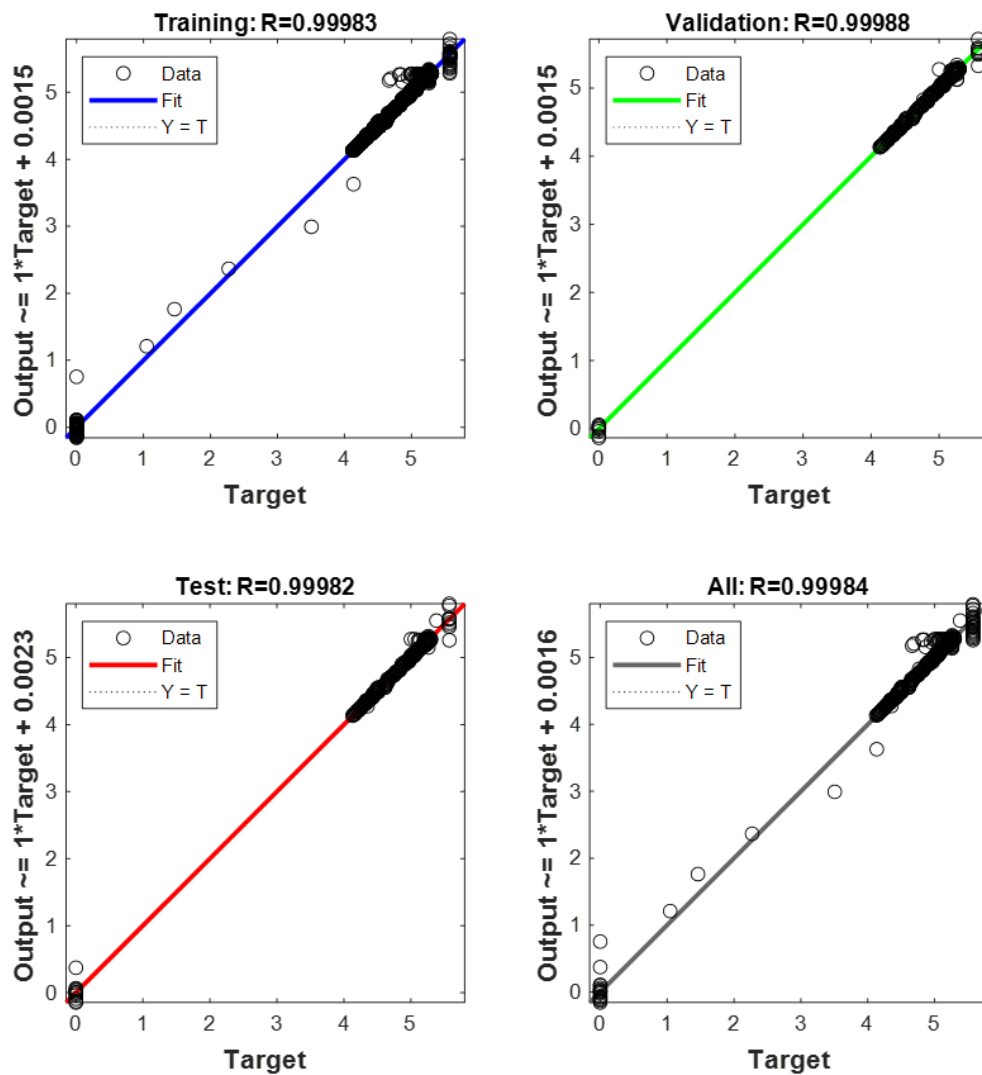 Training: R=0.99983
Output ~= 1*Target + 0.0015
Data
Fit
Y = T
5
4
3
2
1
0
0 1 2 3 4 5
Target
Validation: R=0.99988
Output ~= 1*Target + 0.0015
Data
Fit
Y = T
5
4
3
2
1
0
0 1 2 3 4 5
Target
Test: R=0.99982
Output ~= 1*Target + 0.0023
Data
Fit
Y = T
5
4
3
2
1
0
0 1 2 3 4 5
Target
All: R=0.99984
Output ~= 1*Target + 0.0016
Data
Fit
Y = T
5
4
3
2
1
0
0 1 2 3 4 5
Target